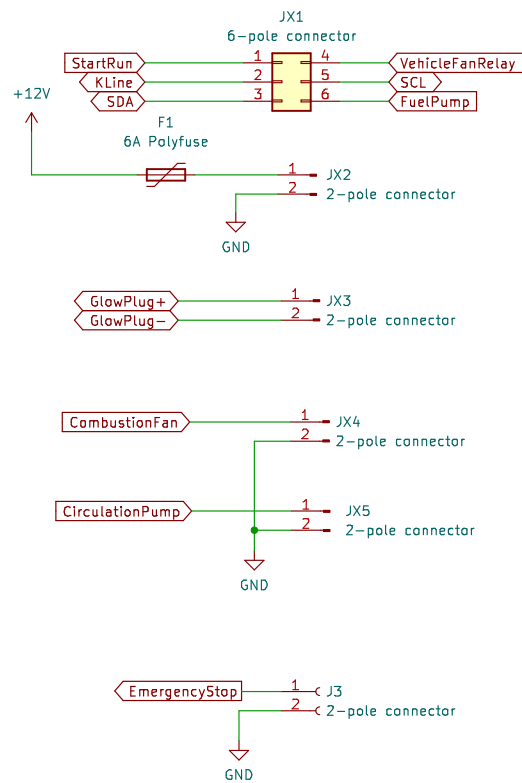 JX1
6-pole connector
StartRun 1 4 VehicleFanRelay
KLine 2 5 SCL
SDA 3 6 FuelPump
+12V
F1
6A Polyfuse
1 JX2
2 2-pole connector
GND
GlowPlug+ 1 JX3
GlowPlug- 2 2-pole connector
CombustionFan 1 JX4
2 2-pole connector
CirculationPump 1 JX5
2 2-pole connector
GND
EmergencyStop 1 J3
2 2-pole connector
GND